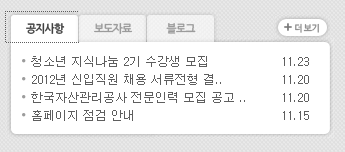 공지사항 보도자료 블로그 + 더 보기
청소년 지식나눔 2기 수강생 모집 11.23
2012년 신입직원 채용 서류전형 결.. 11.20
한국자산관리공사 전문인력 모집 공고 .. 11.20
홈페이지 점검 안내 11.15